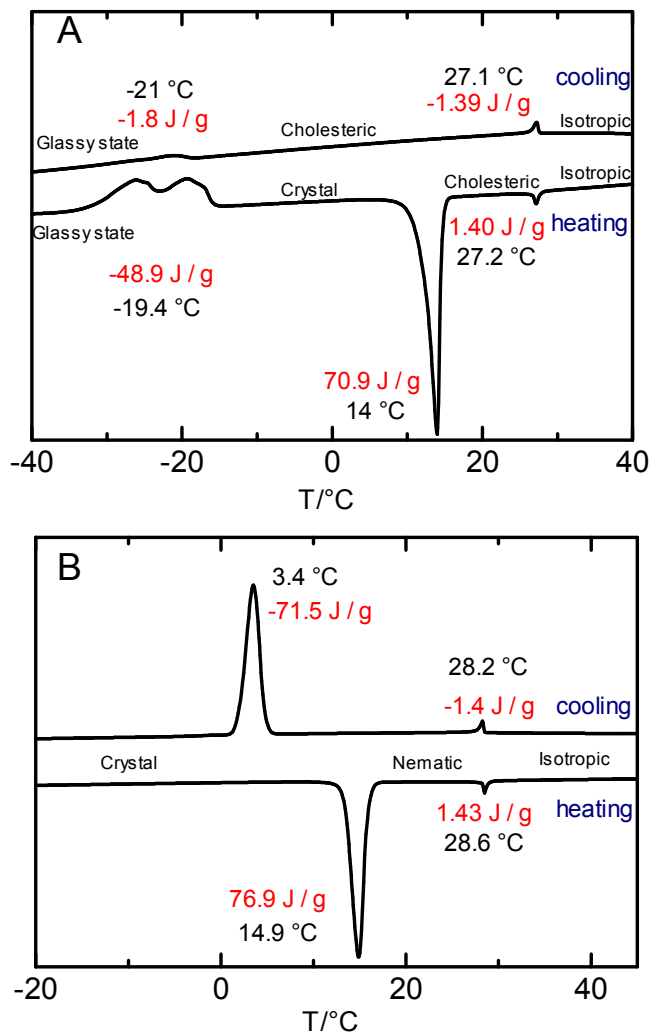 A
-21 °C
-1.8 J / g
27.1 °C
cooling
-1.39 J / g
Glassy state
Cholesteric
Isotropic
Crystal
Cholesteric
Isotropic
Glassy state
1.40 J / g
heating
27.2 °C
-48.9 J / g
-19.4 °C
70.9 J / g
14 °C
-40 -20 0 20 40
T/°C
B
3.4 °C
-71.5 J / g
28.2 °C
-1.4 J / g
cooling
Crystal
Nematic
Isotropic
1.43 J / g
heating
28.6 °C
76.9 J / g
14.9 °C
-20 0 20 40
T/°C